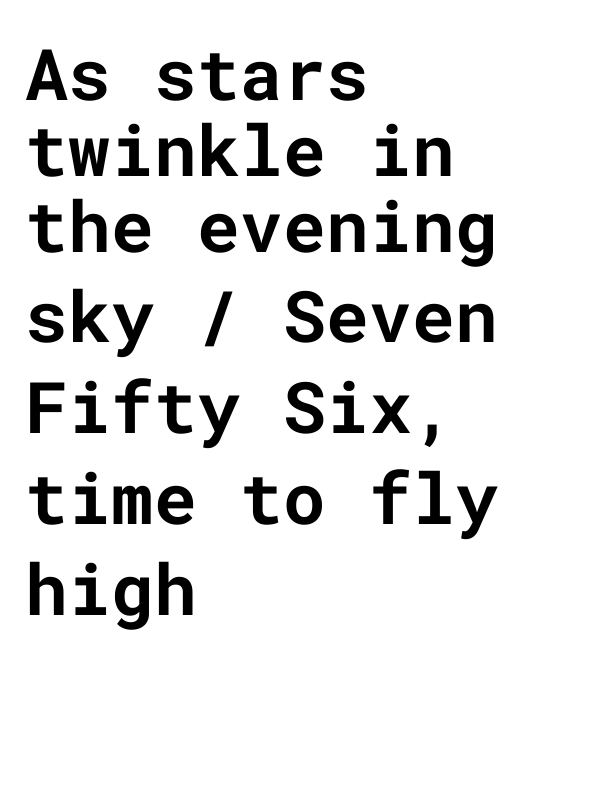 As stars
twinkle in
the evening
sky / Seven
Fifty Six,
time to fly
high